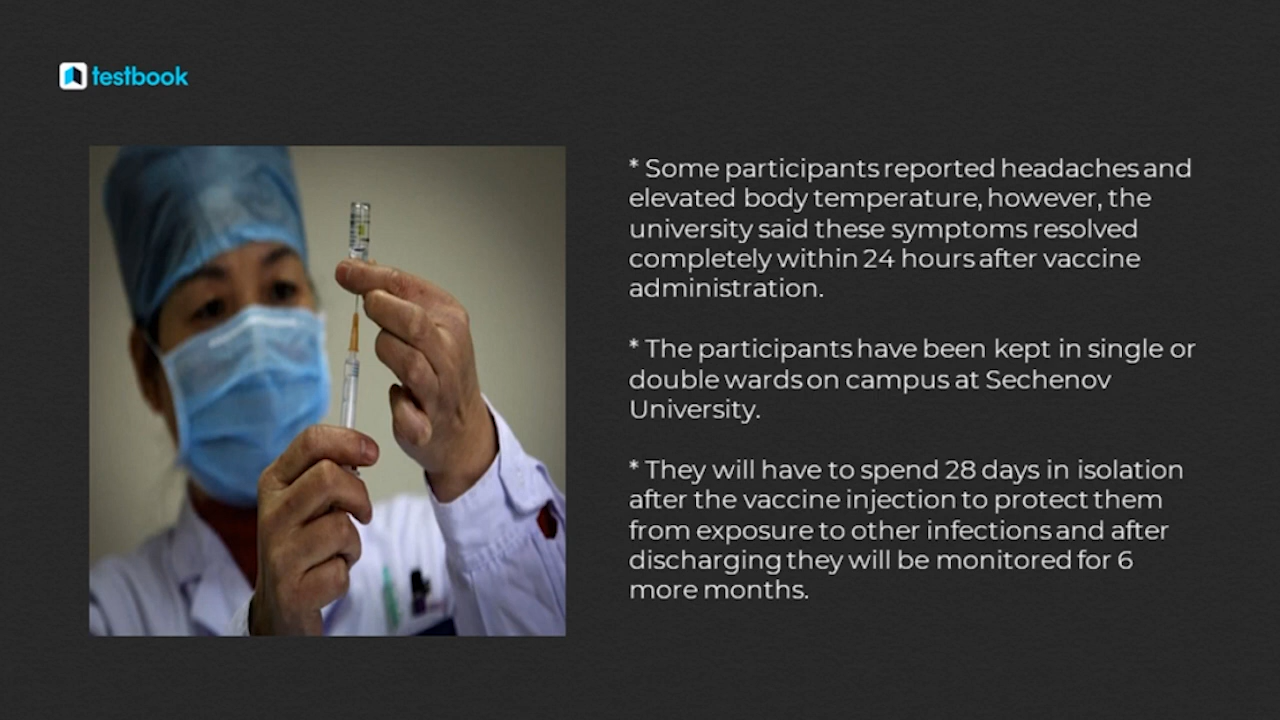 testbook
* Some participants reported headaches and
elevated body temperature, however, the
university said these symptoms resolved
completely within 24 hours after vaccine
administration.
* The participants have been kept in single or
double wards on campus at Sechenov
University.
* They will have to spend 28 days in isolation
after the vaccine injection to protect them
from exposure to other infections and after
discharging they will be monitored for 6
more months.